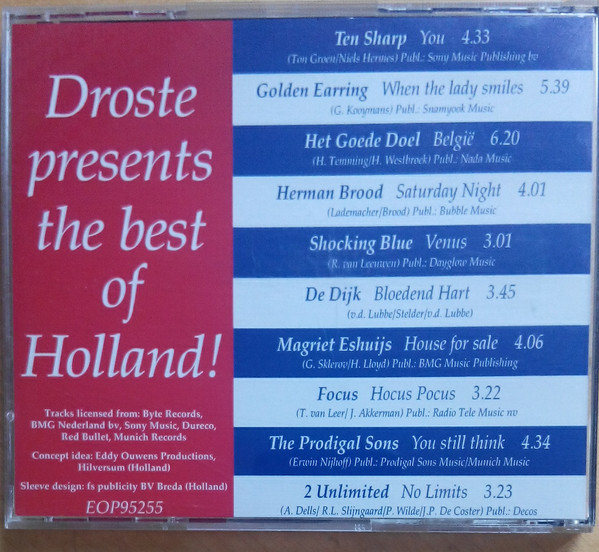 Droste
presents
the best
of
Holland!
Tracks licensed from: Byte Records,
BMG Nederland bv, Sony Music, Dureco,
Red Bullet, Munich Records
Concept idea: Eddy Ouwens Productions,
Hilversum (Holland)
Sleeve design: fs publicity BV Breda (Holland)
EOP95255
Ten Sharp You 4.33
(Ton Groen/Niels Hermes) Publ.: Sony Music Publishing bv
Golden Earring When the lady smiles 5.39
(G. Kooymans) Publ.: Snamyook Music
Het Goede Doel België 6.20
(H. Temming/H. Westbroek) Publ.: Nada Music
Herman Brood Saturday Night 4.01
(Lademacher/Brood) Publ.: Bubble Music
Shocking Blue Venus 3.01
(R. van Leeuwen) Publ.: Dayglow Music
De Dijk Bloedend Hart 3.45
(v.d. Lubbe/Stelder/v.d. Lubbe)
Magriet Eshuijs House for sale 4.06
(G. Sklerov/H. Lloyd) Publ.: BMG Music Publishing
Focus Hocus Pocus 3.22
(T. van Leer/ J. Akkerman) Publ.: Radio Tele Music nv
The Prodigal Sons You still think 4.34
(Erwin Nijhoff) Publ.: Prodigal Sons Music/Munich Music
2 Unlimited No Limits 3.23
(A. Dells/ R.L. Slijngaard/P. Wilde/J.P. De Coster) Publ.: Decos